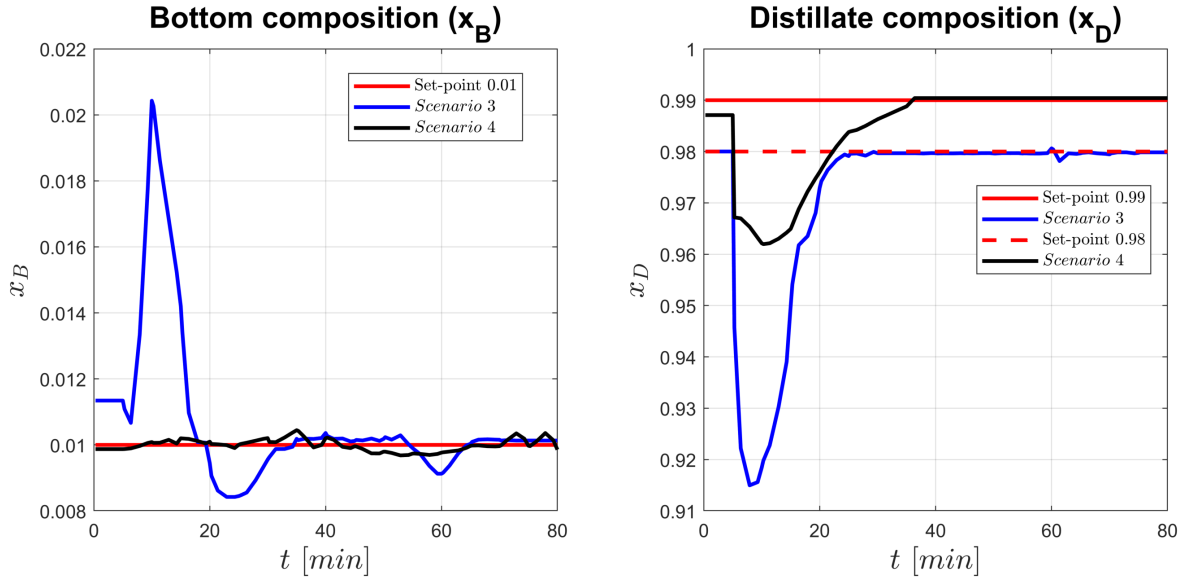 Bottom composition (x_B)
0.022
0.02
0.018
0.016
0.014
0.012
0.01
0.008
x_B
Set-point 0.01
Scenario 3
Scenario 4
0
20
40
60
80
t [min]
Distillate composition (x_D)
1
0.99
0.98
0.97
0.96
0.95
0.94
0.93
0.92
0.91
x_D
Set-point 0.99
Scenario 3
Set-point 0.98
Scenario 4
0
20
40
60
80
t [min]